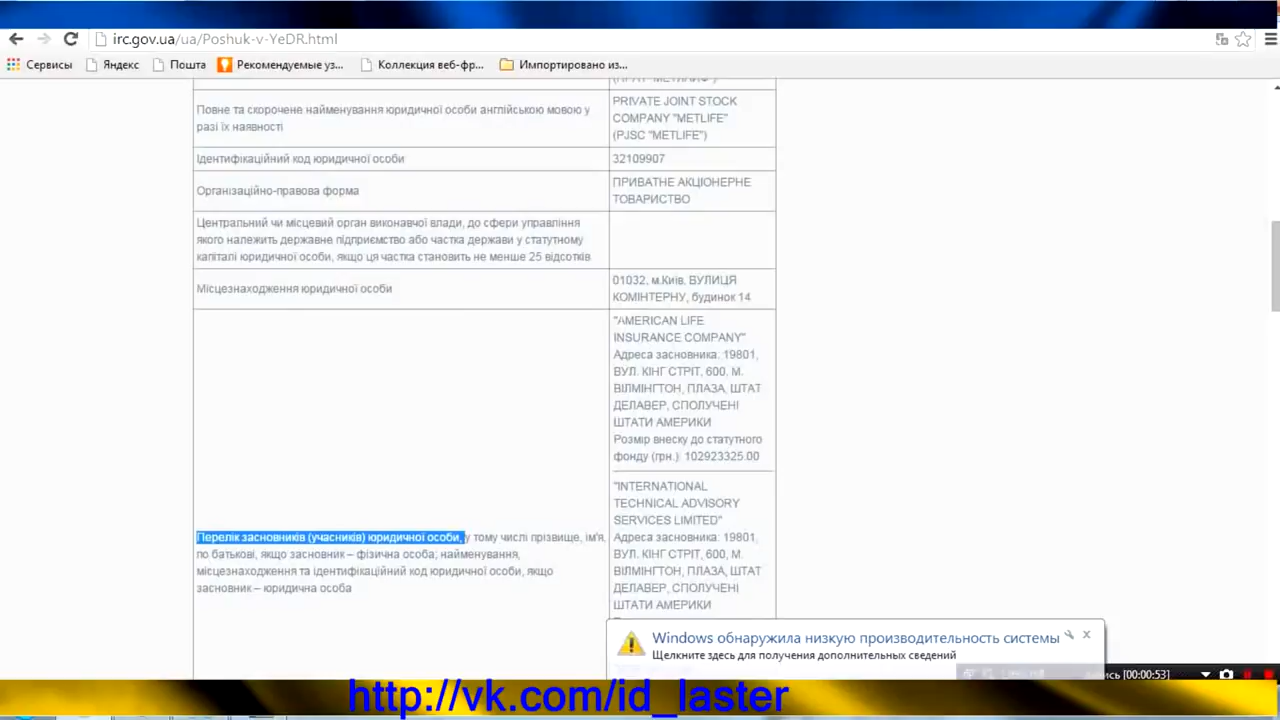 irc.gov.ua/ua/Poshuk-v-YeDR.html
Сервисы
Яндекс
Пошта
Рекомендуемые уз...
Коллекция веб-фр...
Импортировано из...
Повне та скорочене найменування юридичної особи англійською мовою у
разі їх наявності
PRIVATE JOINT STOCK
COMPANY "METLIFE"
(PJSC "METLIFE")
Ідентифікаційний код юридичної особи
32109907
Організаційно-правова форма
ПРИВАТНЕ АКЦІОНЕРНЕ
ТОВАРИСТВО
Центральний чи місцевий орган виконавчої влади, до сфери управління
якого належить державне підприємство або частка держави у статутному
капіталі юридичної особи, якщо ця частка становить не менше 25 відсотків
Місцезнаходження юридичної особи
01032, м.Київ, ВУЛИЦЯ
КОМІНТЕРНУ, будинок 14
"AMERICAN LIFE
INSURANCE COMPANY"
Адреса засновника: 19801,
ВУЛ. КІНГ СТРІТ, 600, М.
ВІЛМІНГТОН, ПЛАЗА, ШТАТ
ДЕЛАВЕР, СПОЛУЧЕНІ
ШТАТИ АМЕРИКИ
Розмір внеску до статутного
фонду (грн.): 102923325.00
"INTERNATIONAL
TECHNICAL ADVISORY
SERVICES LIMITED"
Адреса засновника: 19801,
ВУЛ. КІНГ СТРІТ, 600, М.
ВІЛМІНГТОН, ПЛАЗА, ШТАТ
ДЕЛАВЕР, СПОЛУЧЕНІ
ШТАТИ АМЕРИКИ
Перелік засновників (учасників) юридичної особи, у тому числі прізвище, ім'я,
по батькові, якщо засновник – фізична особа; найменування,
місцезнаходження та ідентифікаційний код юридичної особи, якщо
засновник – юридична особа
Windows обнаружила низкую производительность системы
Щелкните здесь для получения дополнительных сведений
[00:00:53]
http://vk.com/id_laster